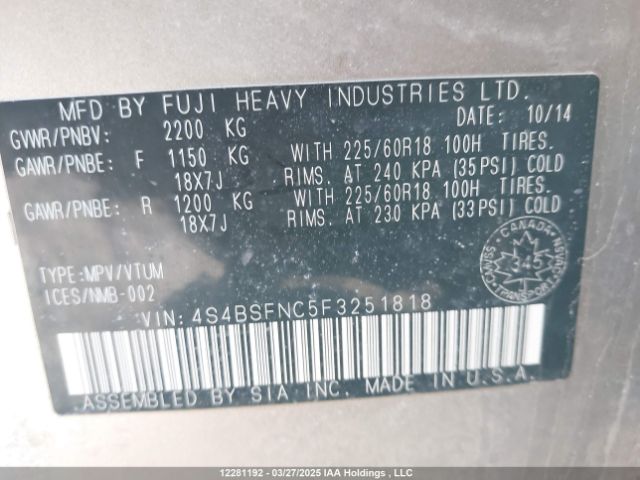 MFD BY FUJI HEAVY INDUSTRIES LTD.
DATE: 10/14
GVWR/PNBV: 2200 KG
GAWR/PNBE: F 1150 KG WITH 225/60R18 100H TIRES.
18X7J RIMS. AT 240 KPA (35PSI) COLD
GAWR/PNBE: R 1200 KG WITH 225/60R18 100H TIRES.
18X7J RIMS. AT 230 KPA (33PSI) COLD
TYPE:MPV/VTUM
ICES/NMB-002
CANADA
TRANSPORT
VIN: 4S4BSFNC5F3251818
ASSEMBLED BY SIA INC. MADE IN U.S.A.
12281192 - 03/27/2025 IAA Holdings , LLC